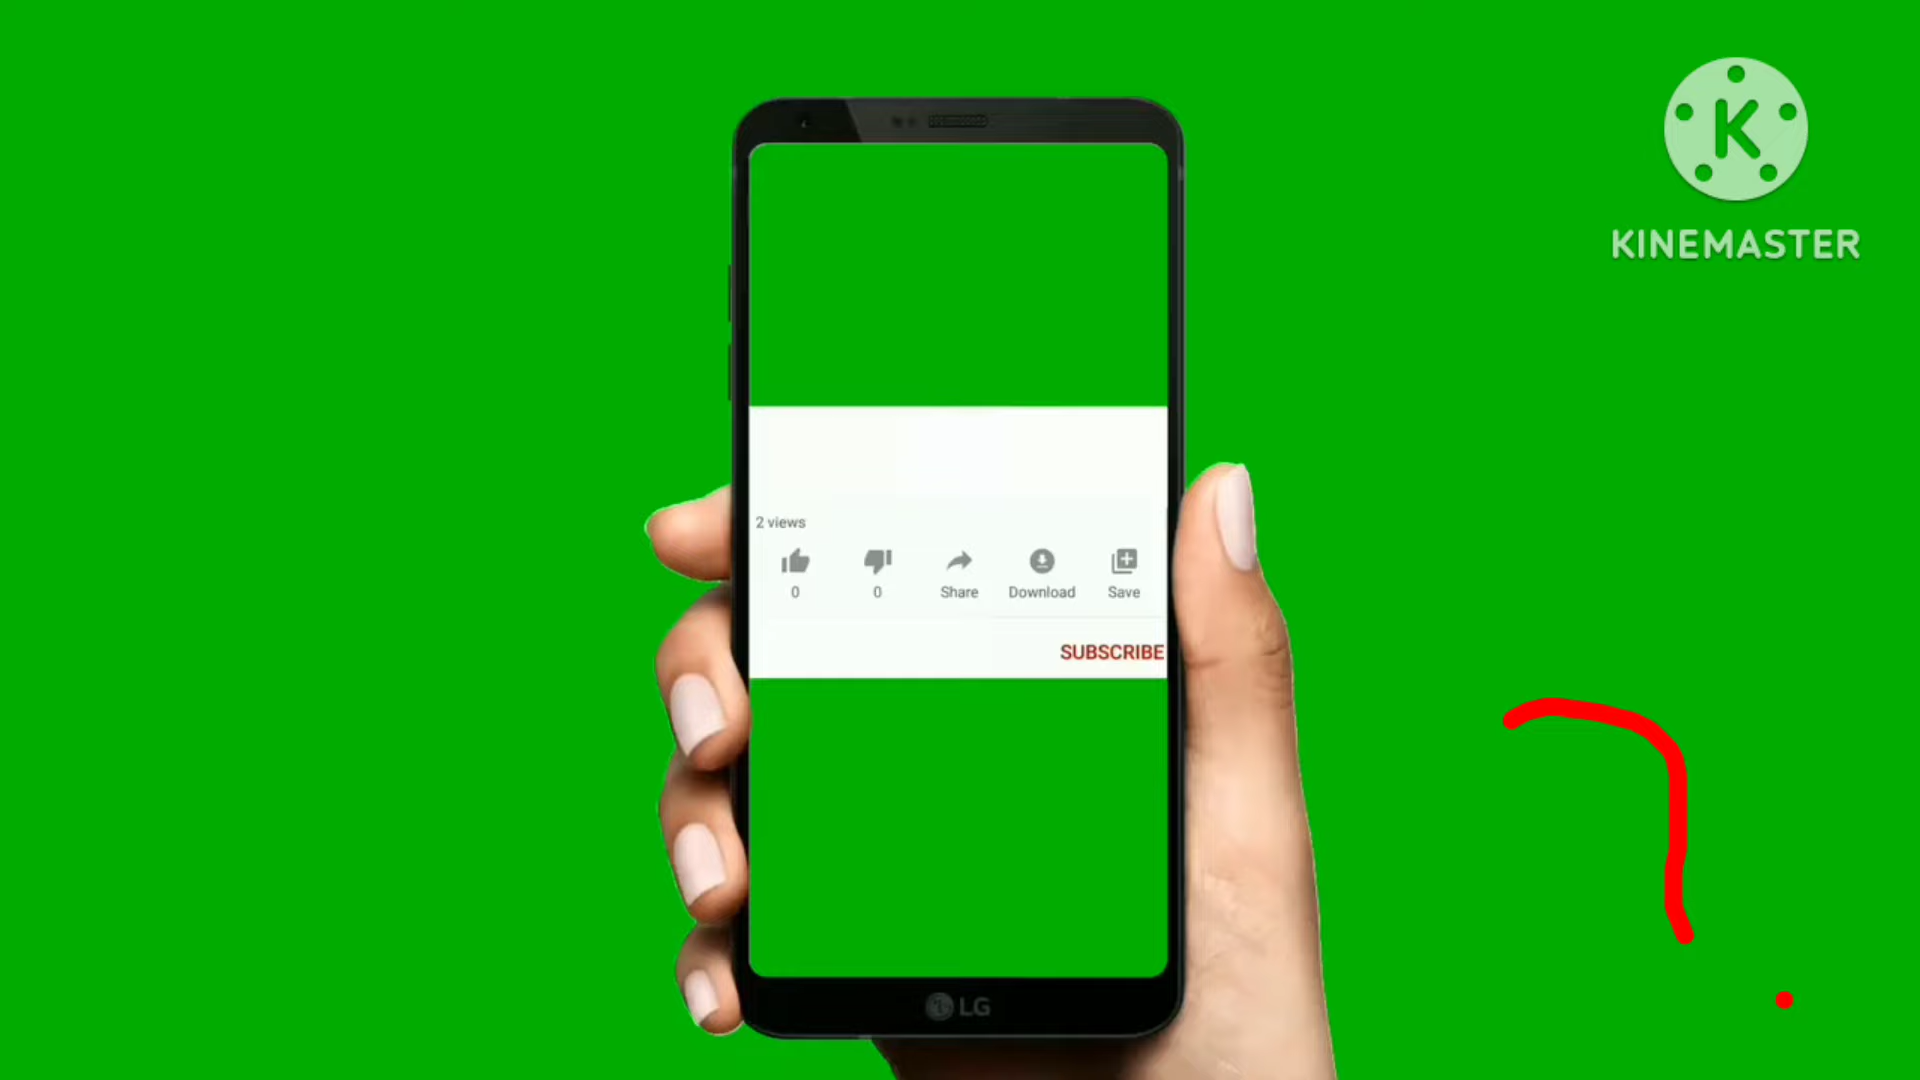 K
KINEMASTER
2 views
0 0 Share Download Save
SUBSCRIBE
LG